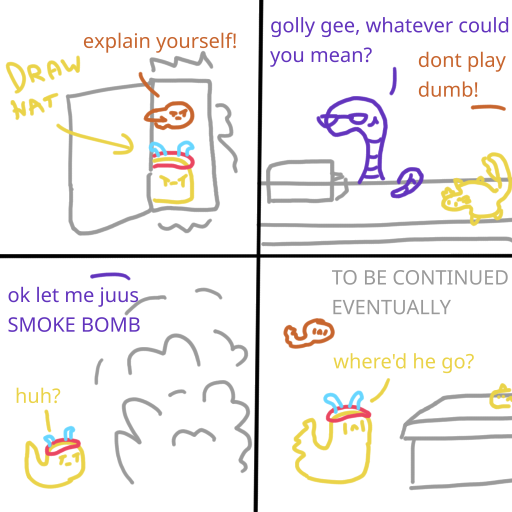 explain yourself!
DRAW
HAT
golly gee, whatever could
you mean?
dont play
dumb!
ok let me juus
SMOKE BOMB
huh?
TO BE CONTINUED
EVENTUALLY
where'd he go?